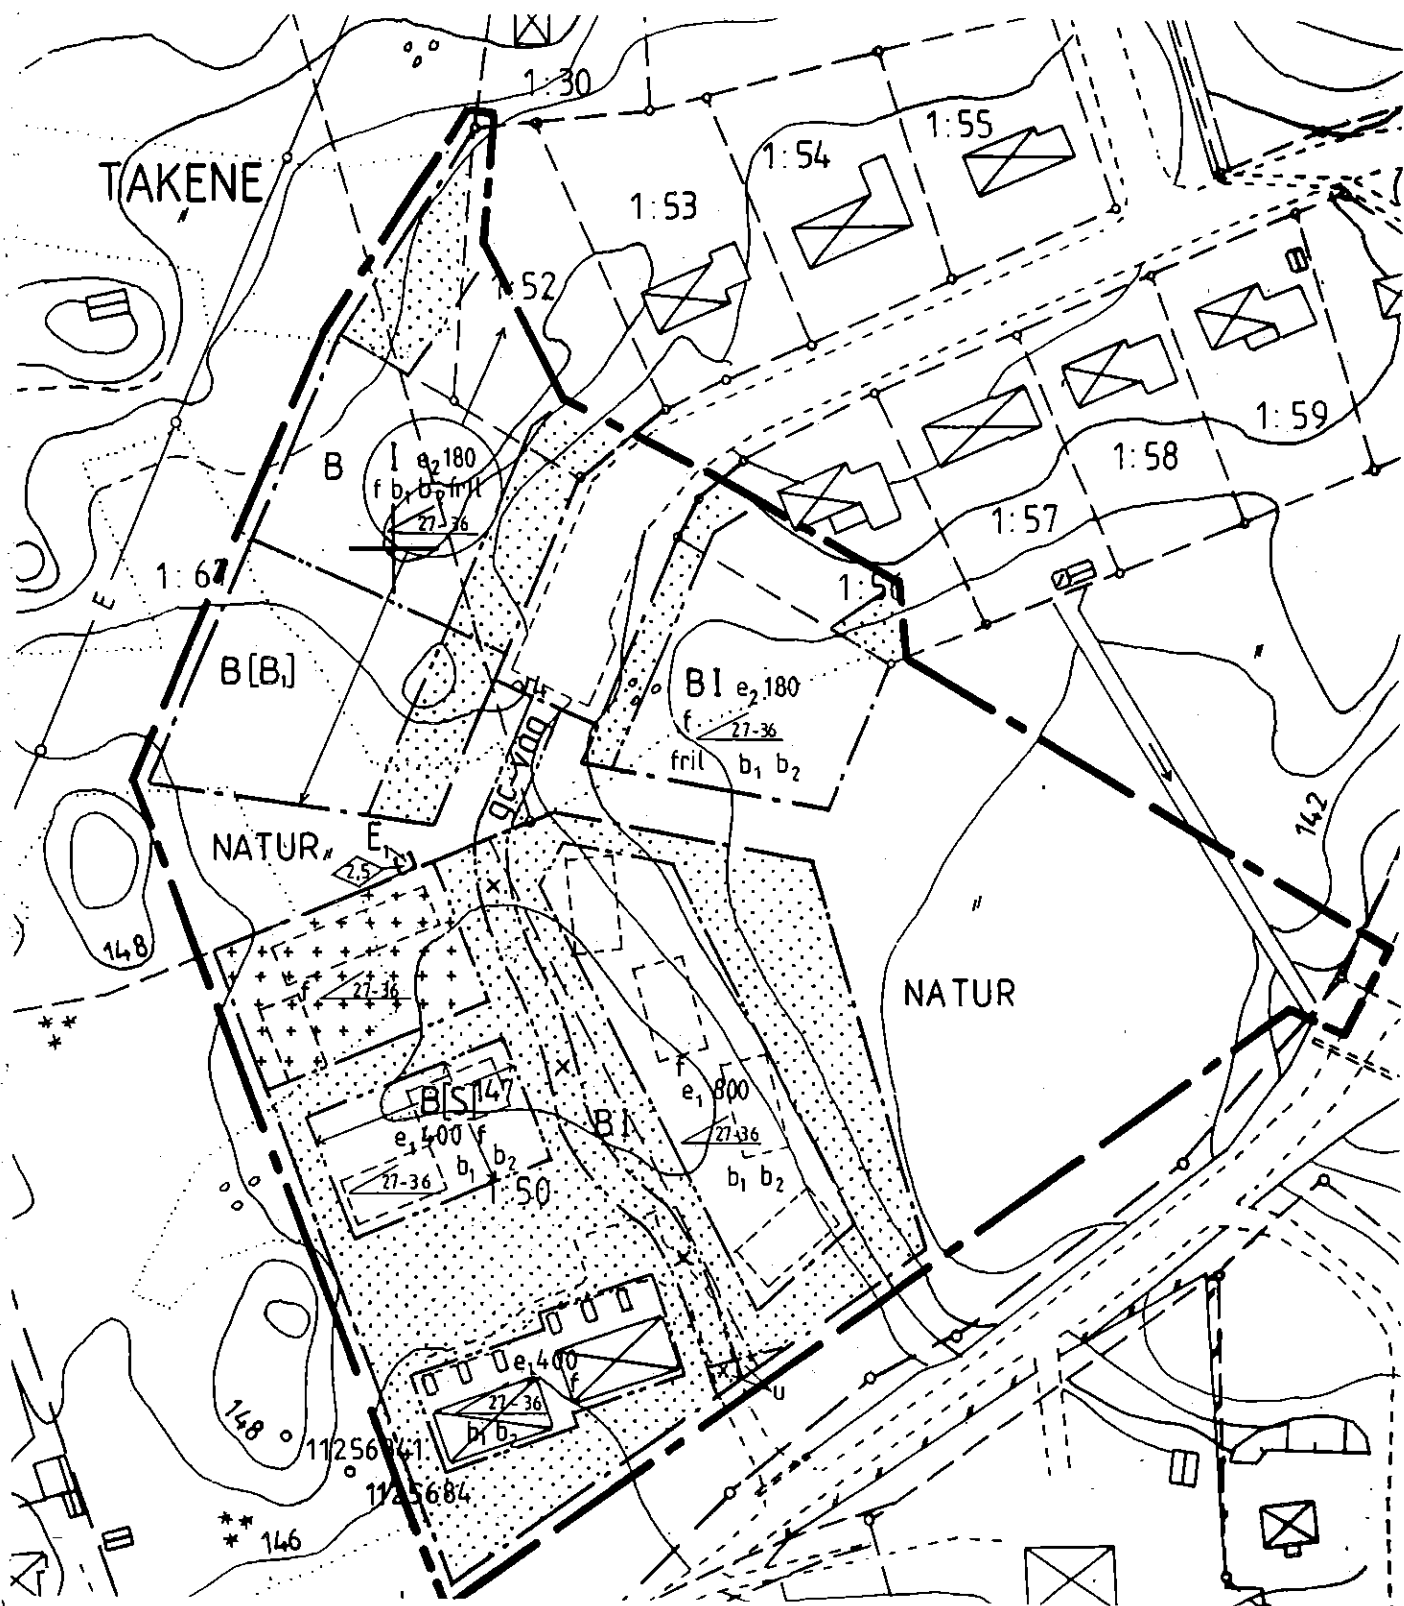 1:30
1:55
1:54
TAKENE
1:53
1:52
1:59
B
I e₂ 180
f b₁ b₂ fril
27-36
1:58
1:57
1:6
E
1:5
B [B₁]
B I e₂ 180
f
27-36
fril b₁ b₂
gc-väg
142
NATUR
E₁
2.5
148
f
27-36
NATUR
B[S]
147
e₁ 400 f
b₁ b₂
27-36
1:50
B I
f
e₁ 800
27-36
b₁ b₂
e₁ 400
f
27-36
b₁ b₂
u
148
11256841
1125684
146